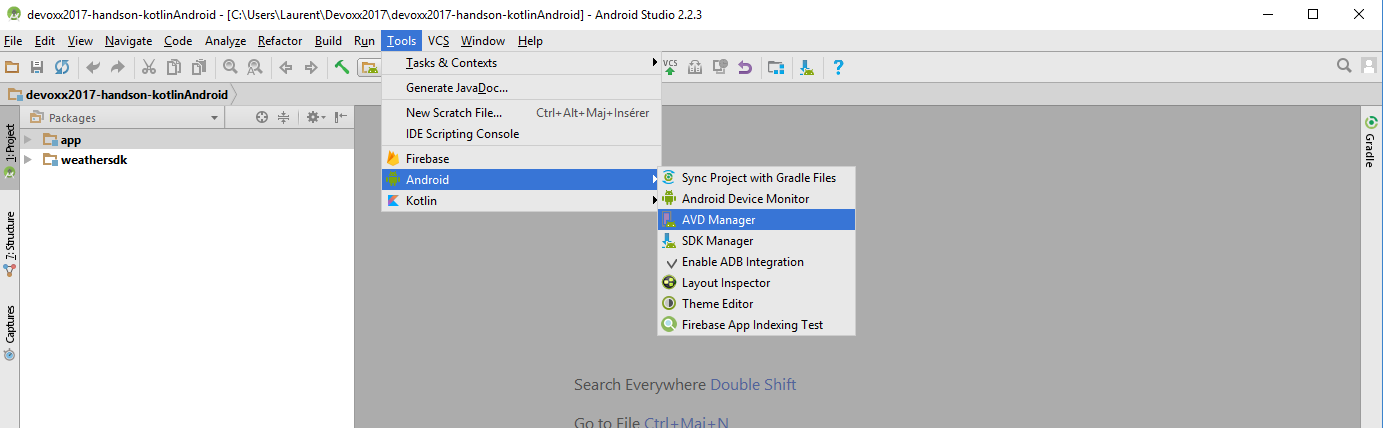 devoxx2017-handson-kotlinAndroid - [C:\Users\Laurent\Devoxx2017\devoxx2017-handson-kotlinAndroid] - Android Studio 2.2.3
File Edit View Navigate Code Analyze Refactor Build Run Tools VCS Window Help
VCS
devoxx2017-handson-kotlinAndroid
Packages
app
weathersdk
1: Project
7: Structure
Captures
Tasks & Contexts
Generate JavaDoc...
New Scratch File... Ctrl+Alt+Maj+Insérer
IDE Scripting Console
Firebase
Android
Kotlin
Sync Project with Gradle Files
Android Device Monitor
AVD Manager
SDK Manager
Enable ADB Integration
Layout Inspector
Theme Editor
Firebase App Indexing Test
Search Everywhere Double Shift
Go to File Ctrl+Maj+N
Gradle